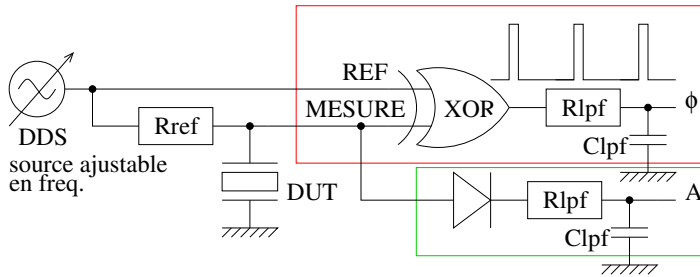 REF
ϕ
DDS
source ajustable
en freq.
Rref
MESURE
XOR
Rlpf
Clpf
DUT
Rlpf
A
Clpf